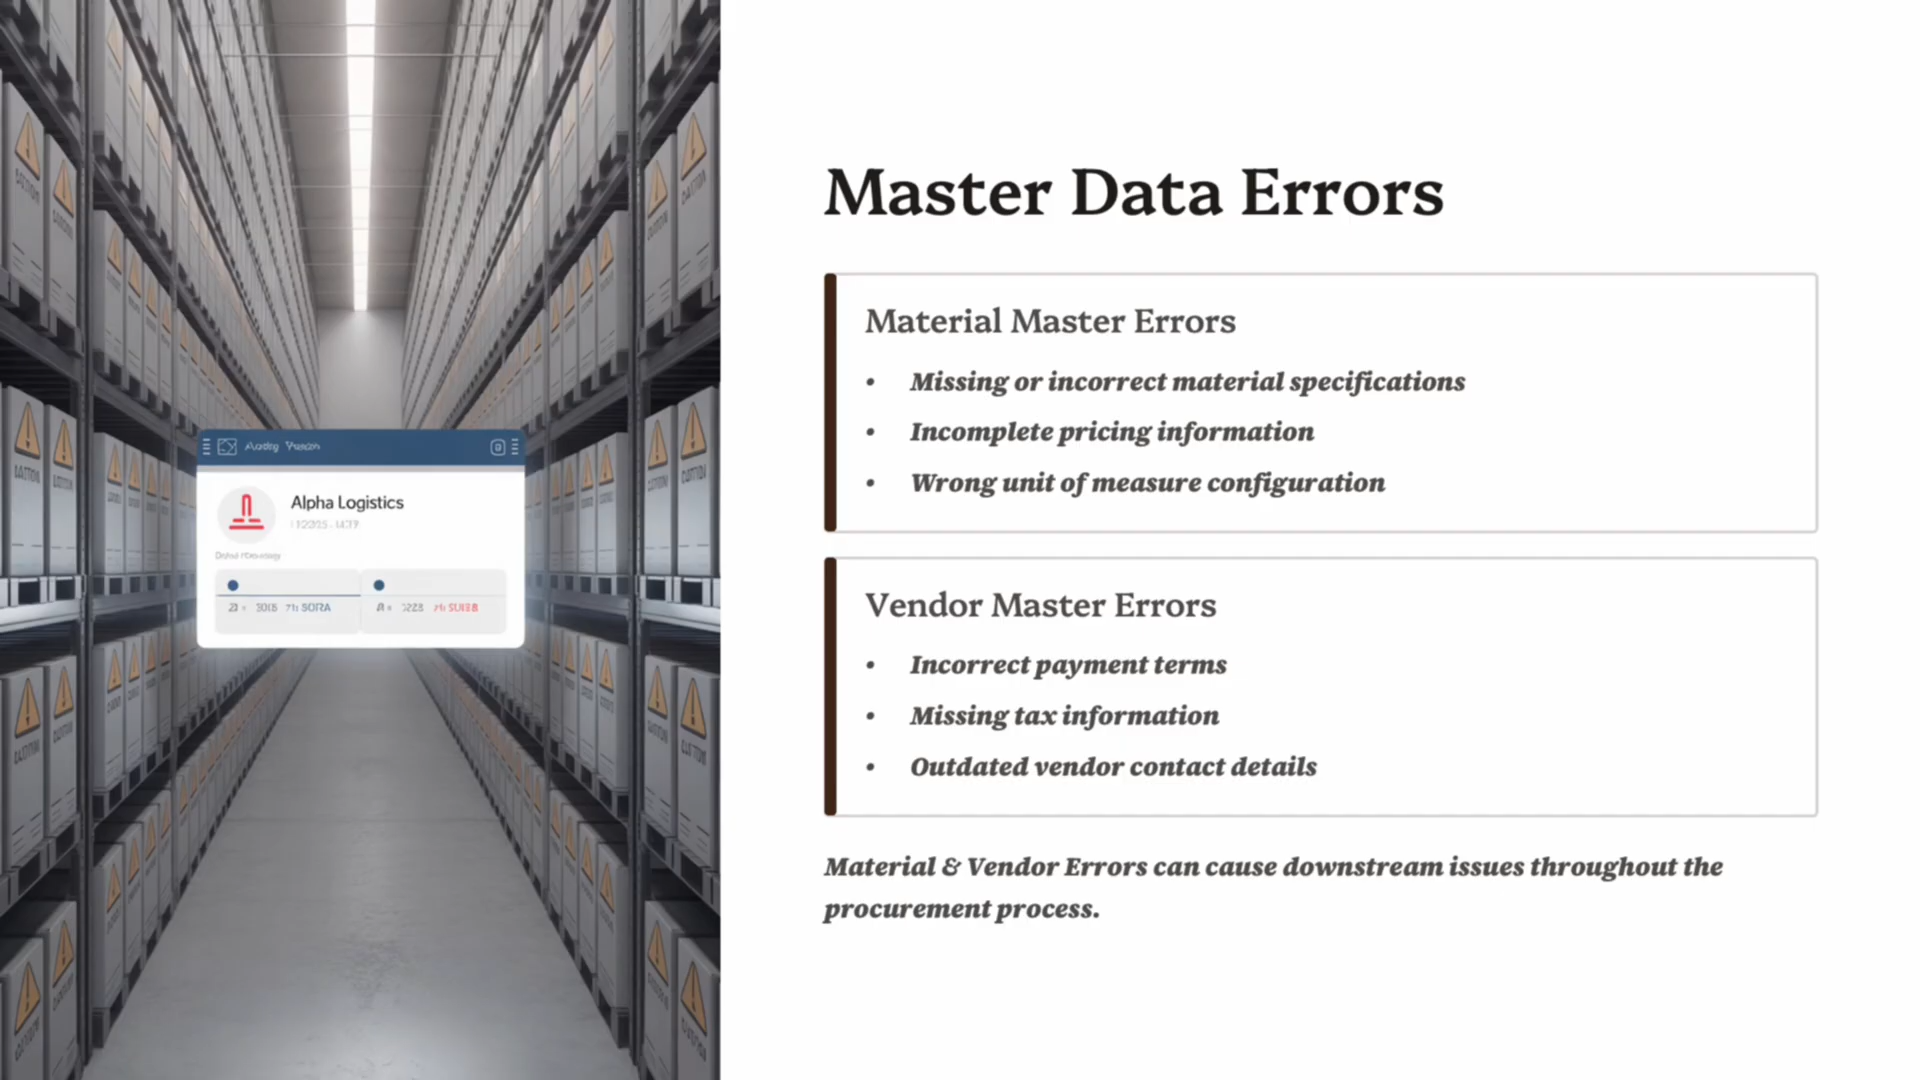 Alpha Logistics
Master Data Errors
Material Master Errors
• Missing or incorrect material specifications
• Incomplete pricing information
• Wrong unit of measure configuration
Vendor Master Errors
• Incorrect payment terms
• Missing tax information
• Outdated vendor contact details
Material & Vendor Errors can cause downstream issues throughout the
procurement process.